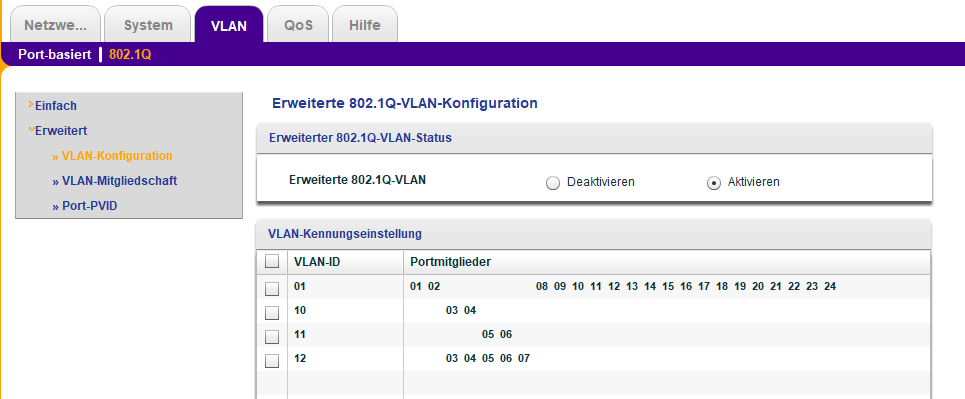 Netzwe... System VLAN QoS Hilfe
Port-basiert 802.1Q
Einfach
Erweitert
» VLAN-Konfiguration
» VLAN-Mitgliedschaft
» Port-PVID
Erweiterte 802.1Q-VLAN-Konfiguration
Erweiterter 802.1Q-VLAN-Status
Erweiterte 802.1Q-VLAN Deaktivieren Aktivieren
VLAN-Kennungseinstellung
VLAN-ID Portmitglieder
01 01 02 08 09 10 11 12 13 14 15 16 17 18 19 20 21 22 23 24
10 03 04
11 05 06
12 03 04 05 06 07